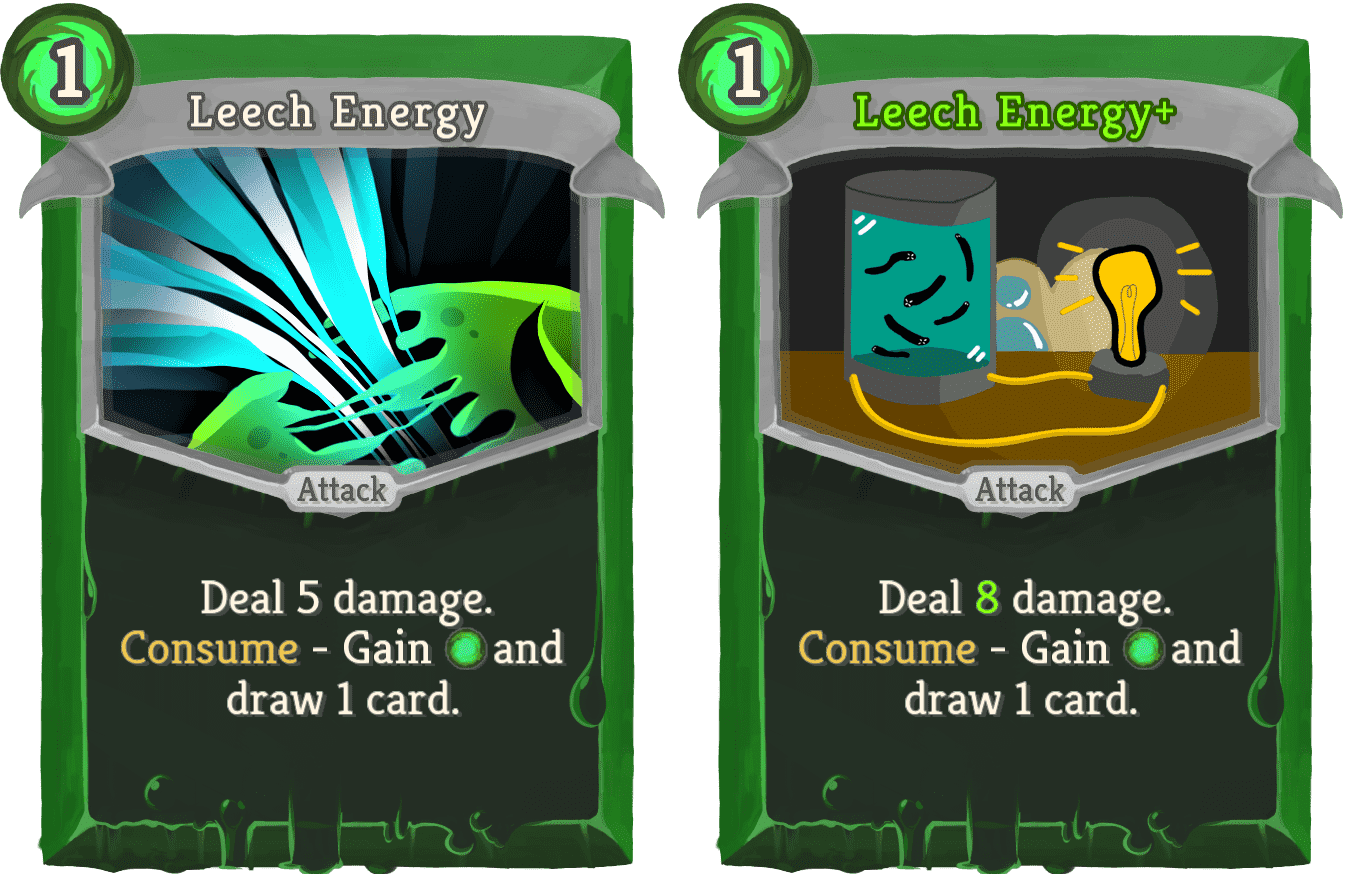 1
Leech Energy
Attack
Deal 5 damage.
Consume - Gain and
draw 1 card.
1
Leech Energy+
Attack
Deal 8 damage.
Consume - Gain and
draw 1 card.